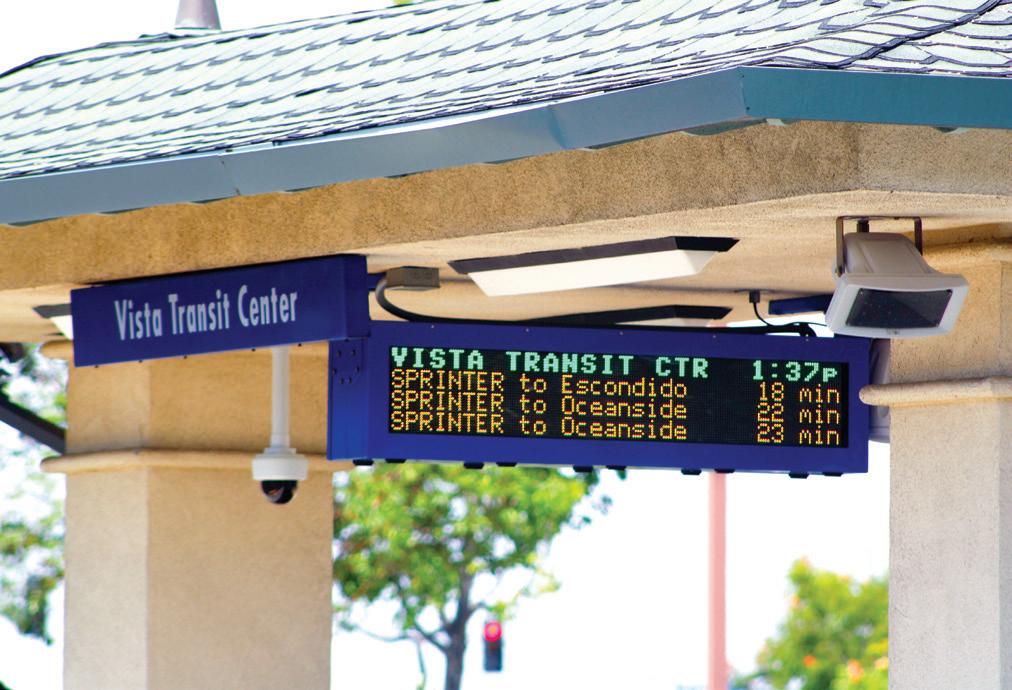 Vista Transit Center
VISTA TRANSIT CTR 1:37p
SPRINTER to Escondido 18 min
SPRINTER to Oceanside 22 min
SPRINTER to Oceanside 23 min